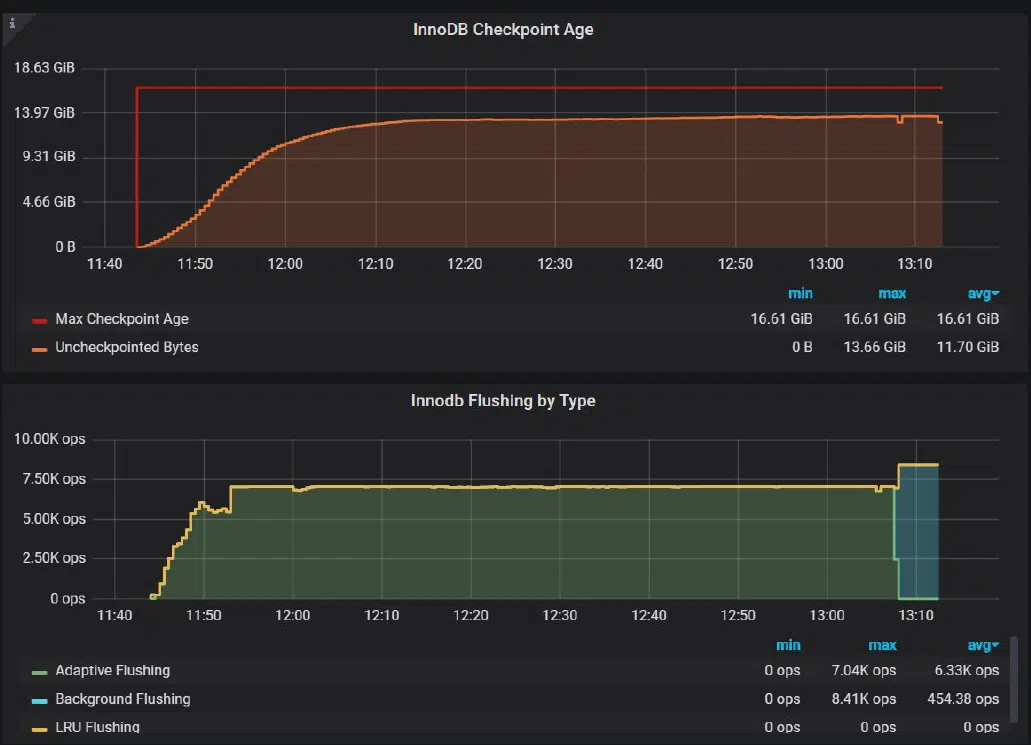 i
InnoDB Checkpoint Age
18.63 GiB
13.97 GiB
9.31 GiB
4.66 GiB
0 B
11:40 11:50 12:00 12:10 12:20 12:30 12:40 12:50 13:00 13:10
min max avg
Max Checkpoint Age 16.61 GiB 16.61 GiB 16.61 GiB
Uncheckpointed Bytes 0 B 13.66 GiB 11.70 GiB
Innodb Flushing by Type
10.00K ops
7.50K ops
5.00K ops
2.50K ops
0 ops
11:40 11:50 12:00 12:10 12:20 12:30 12:40 12:50 13:00 13:10
min max avg
Adaptive Flushing 0 ops 7.04K ops 6.33K ops
Background Flushing 0 ops 8.41K ops 454.38 ops
LRU Flushing 0 ops 0 ops 0 ops